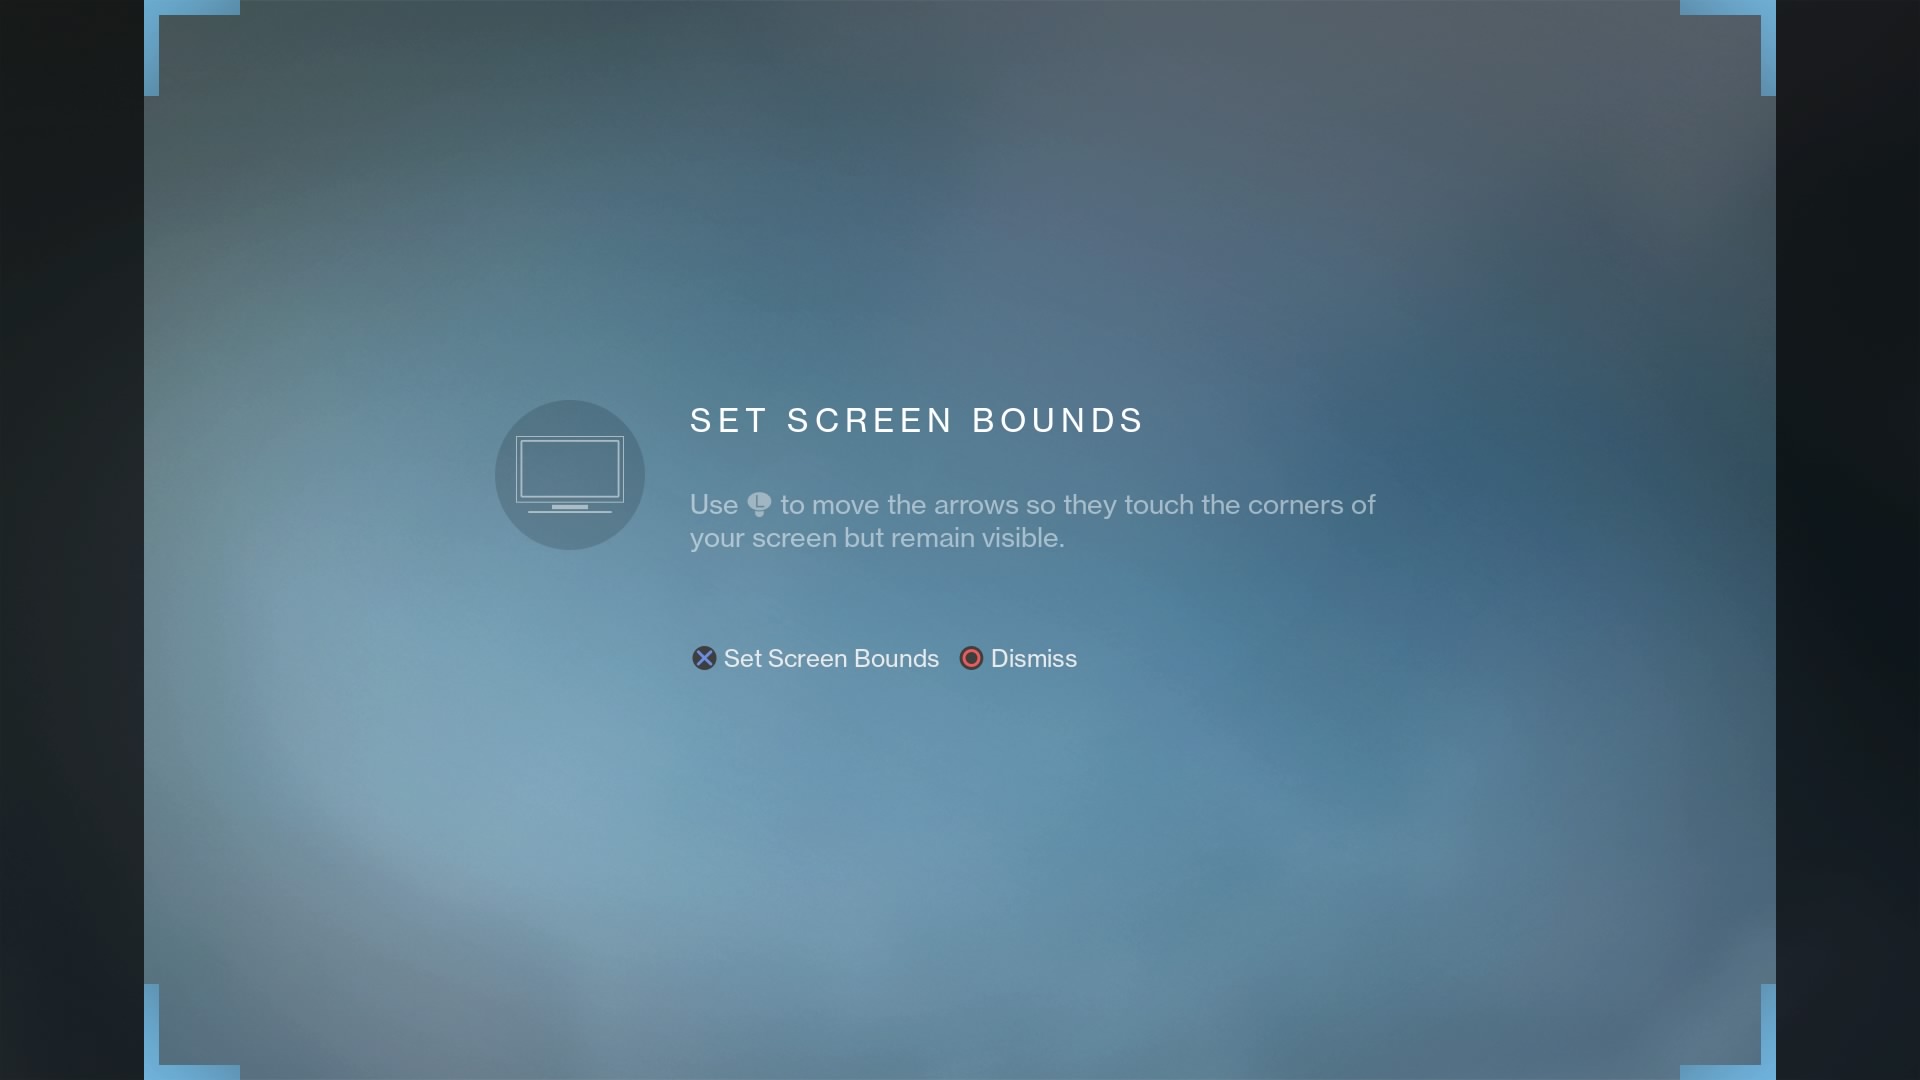 SET SCREEN BOUNDS
Use L to move the arrows so they touch the corners of
your screen but remain visible.
Set Screen Bounds Dismiss